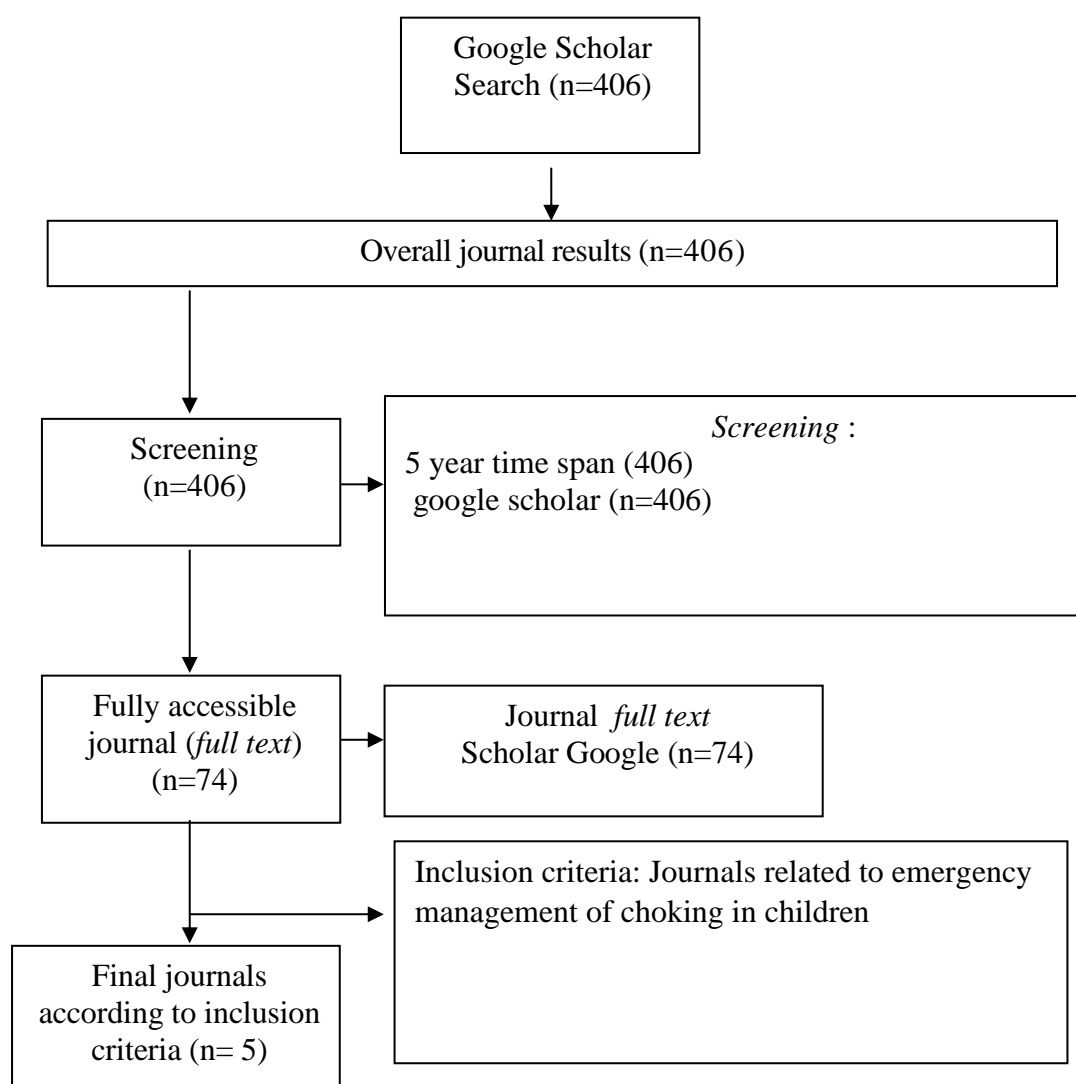 Google Scholar
Search (n=406)
Overall journal results (n=406)
Screening
(n=406)
Screening :
5 year time span (406)
google scholar (n=406)
Fully accessible
journal (full text)
(n=74)
Journal full text
Scholar Google (n=74)
Inclusion criteria: Journals related to emergency
management of choking in children
Final journals
according to inclusion
criteria (n= 5)